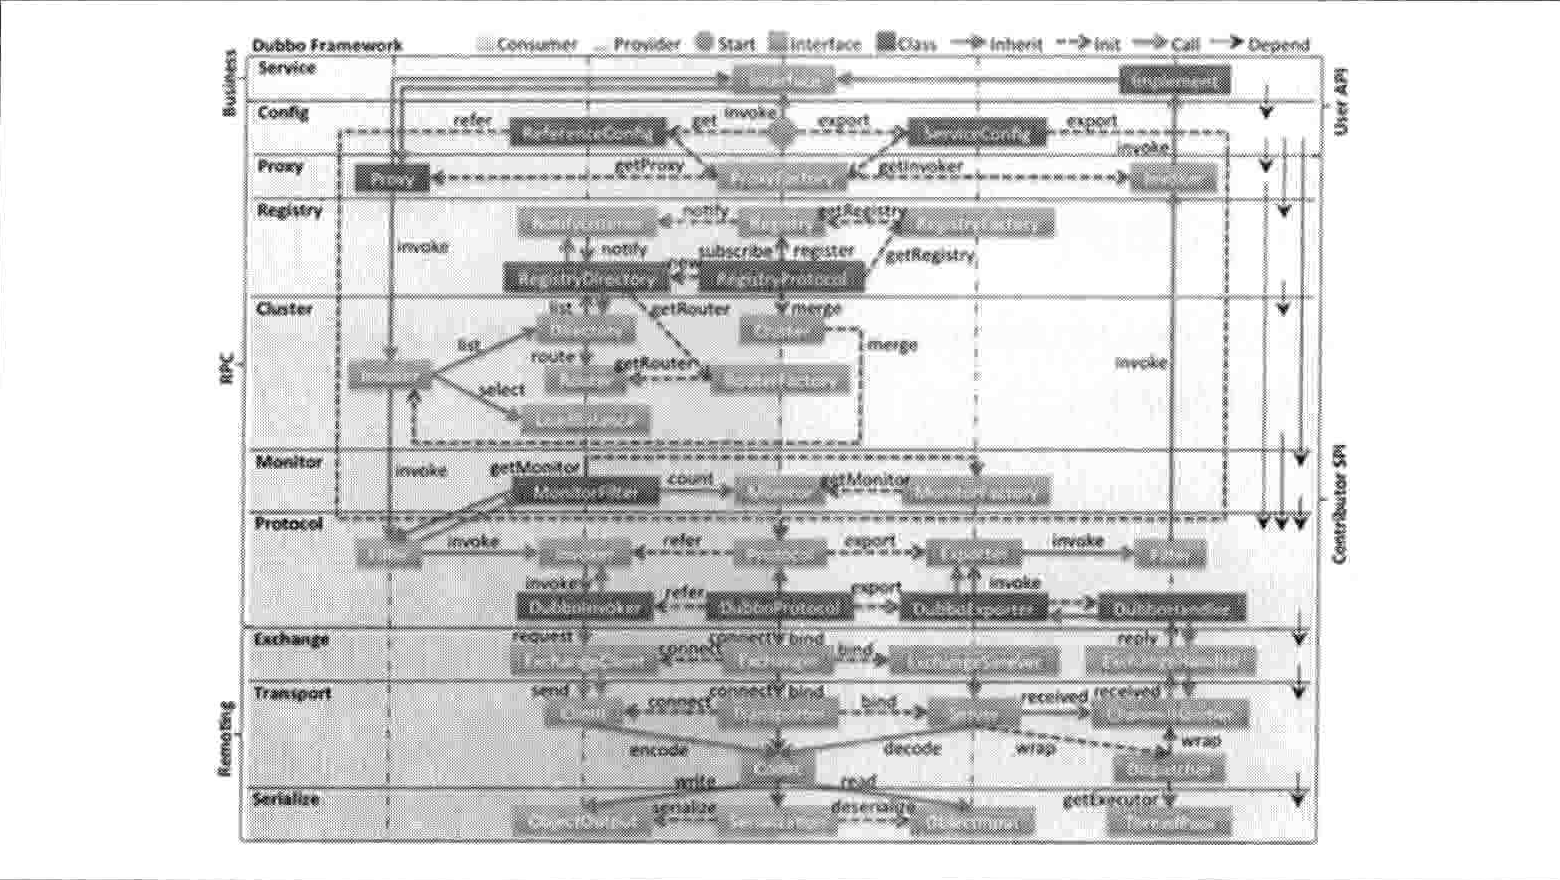 Dubbo Framework Consumer Provider Start Interface Class Inherit Init Call Depend
Business
Service
Interface Implement
User API
Config
refer ReferenceConfig get invoke export ServiceConfig export
invoke
Proxy
Proxy getProxy ProxyFactory getInvoker Invoker
Registry
NotifyListener notify Registry getRegistry RegistryFactory
invoke notify subscribe register getRegistry
RegistryDirectory new RegistryProtocol
RPC
Cluster
list getRouter merge
list Directory Cluster merge
route getRouter invoke
Invoker Router RouterFactory
select
LoadBalance
Monitor
invoke getMonitor
MonitorFilter count Monitor getMonitor MonitorFactory
Contributor SPI
Protocol
Filter invoke Invoker refer Protocol export Exporter invoke Filter
invoke refer export invoke
DubboInvoker DubboProtocol DubboExporter DubboHandler
Remoting
Exchange
request connect bind reply
ExchangeClient connect Exchanger bind ExchangeServer ExchangeHandler
Transport
send connect bind received received
Client connect Transporter bind Server ChannelHandler
encode decode wrap wrap
Codec Dispatcher
write read
Serialize
serialize deserialize getExecutor
ObjectOutput Serialization ObjectInput ThreadPool